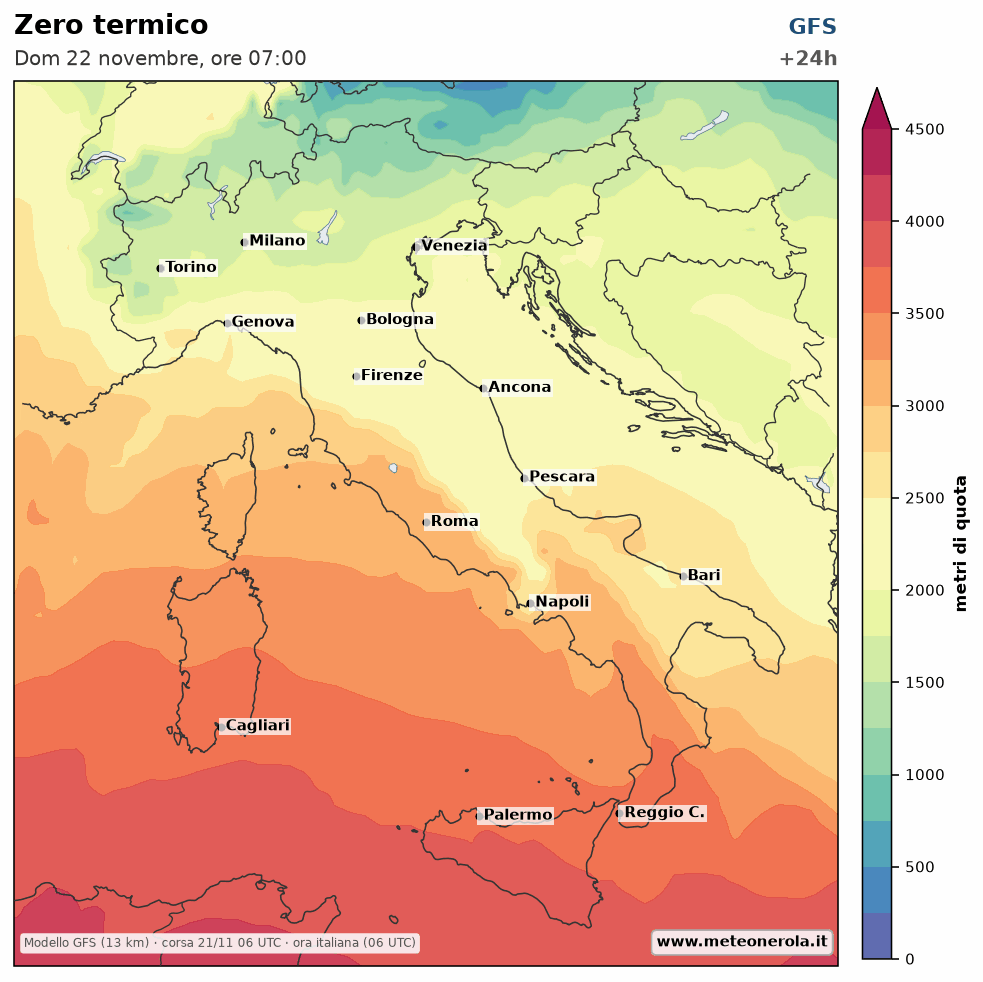 Zero termico
GFS
Dom 22 novembre, ore 07:00
+24h
Milano
Venezia
Torino
Genova
Bologna
Firenze
Ancona
Pescara
Roma
Bari
Napoli
Cagliari
Palermo
Reggio C.
4500
4000
3500
3000
2500
2000
1500
1000
500
0
metri di quota
Modello GFS (13 km) · corsa 21/11 06 UTC · ora italiana (06 UTC)
www.meteonerola.it